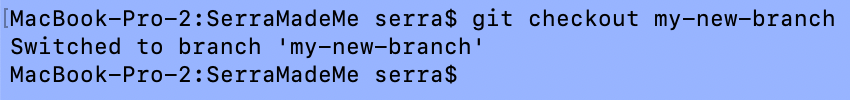 [MacBook-Pro-2:SerraMadeMe serra$ git checkout my-new-branch
Switched to branch 'my-new-branch'
MacBook-Pro-2:SerraMadeMe serra$